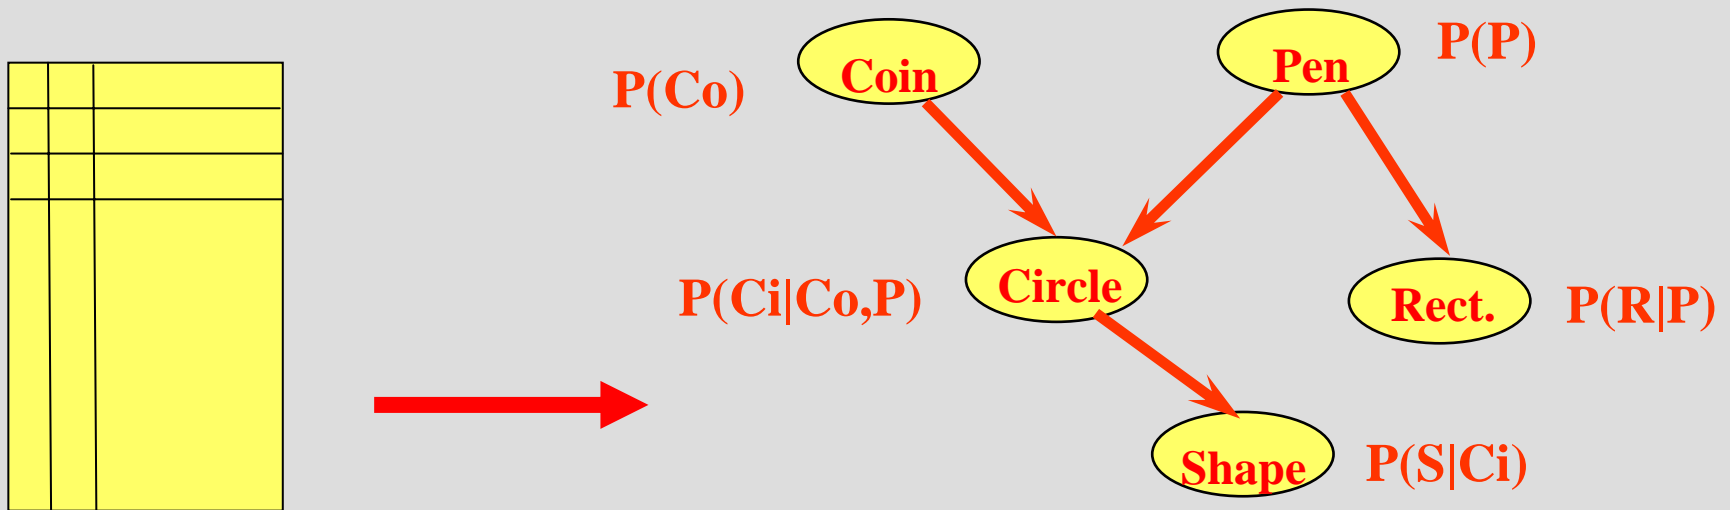 P(Co)
Coin
Pen
P(P)
P(Ci|Co,P)
Circle
Rect.
P(R|P)
Shape
P(S|Ci)